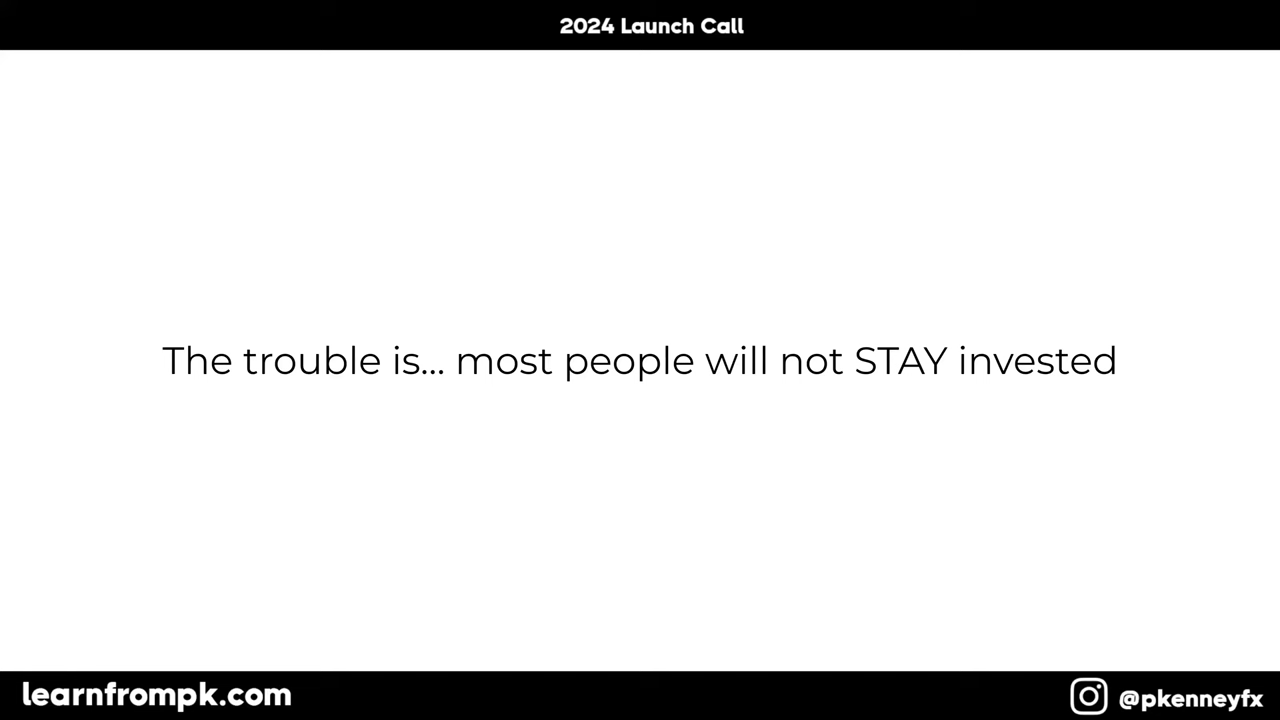 2024 Launch Call
The trouble is... most people will not STAY invested
learnfrompk.com
@pkenneyfx